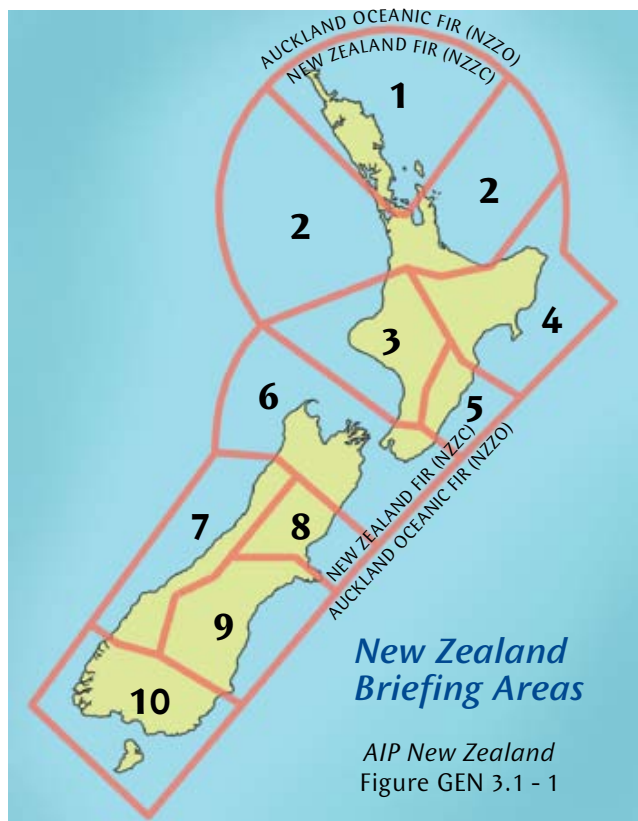 AUCKLAND OCEANIC FIR (NZZO)
NEW ZEALAND FIR (NZZC)
1
2
2
3
4
5
6
NEW ZEALAND FIR (NZZC)
AUCKLAND OCEANIC FIR (NZZO)
7
8
9
10
New Zealand
Briefing Areas
AIP New Zealand
Figure GEN 3.1 - 1